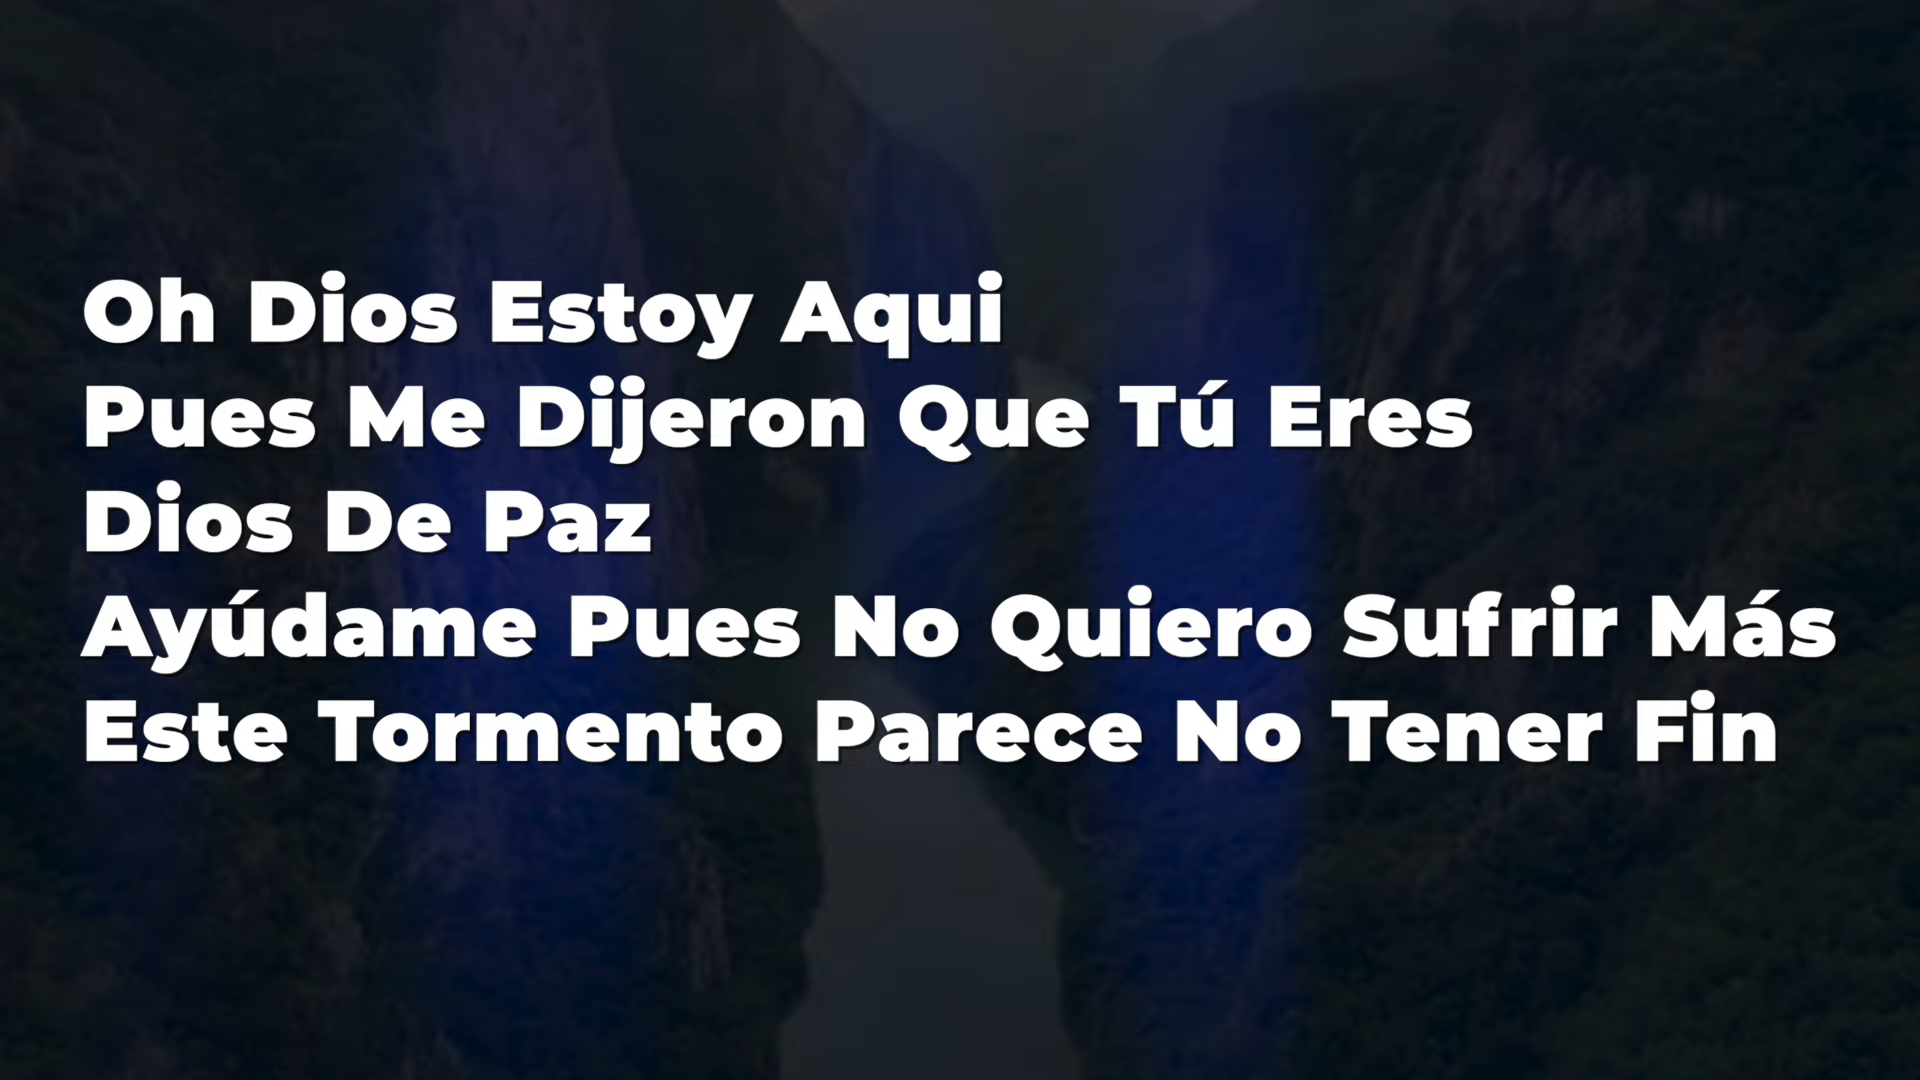 Oh Dios Estoy Aqui
Pues Me Dijeron Que Tú Eres
Dios De Paz
Ayúdame Pues No Quiero Sufrir Más
Este Tormento Parece No Tener Fin